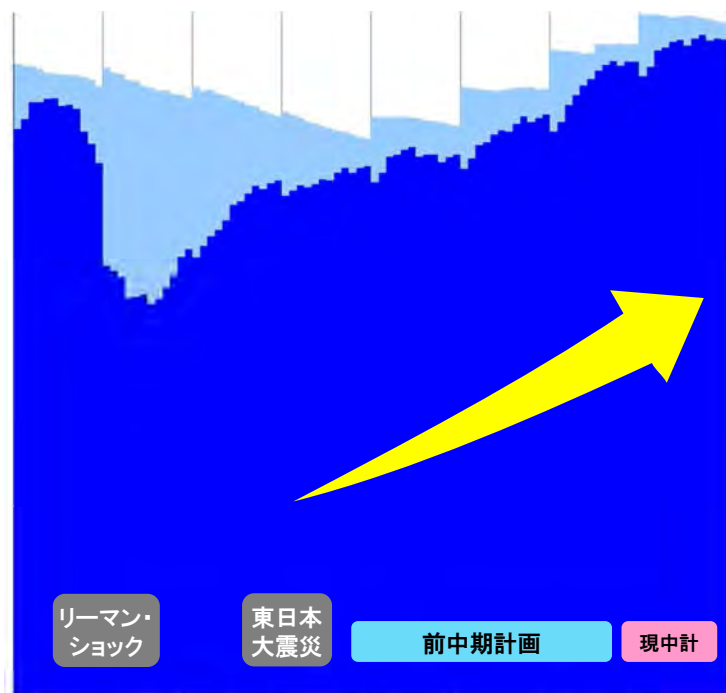 リーマン・
ショック
東日本
大震災
前中期計画
現中計